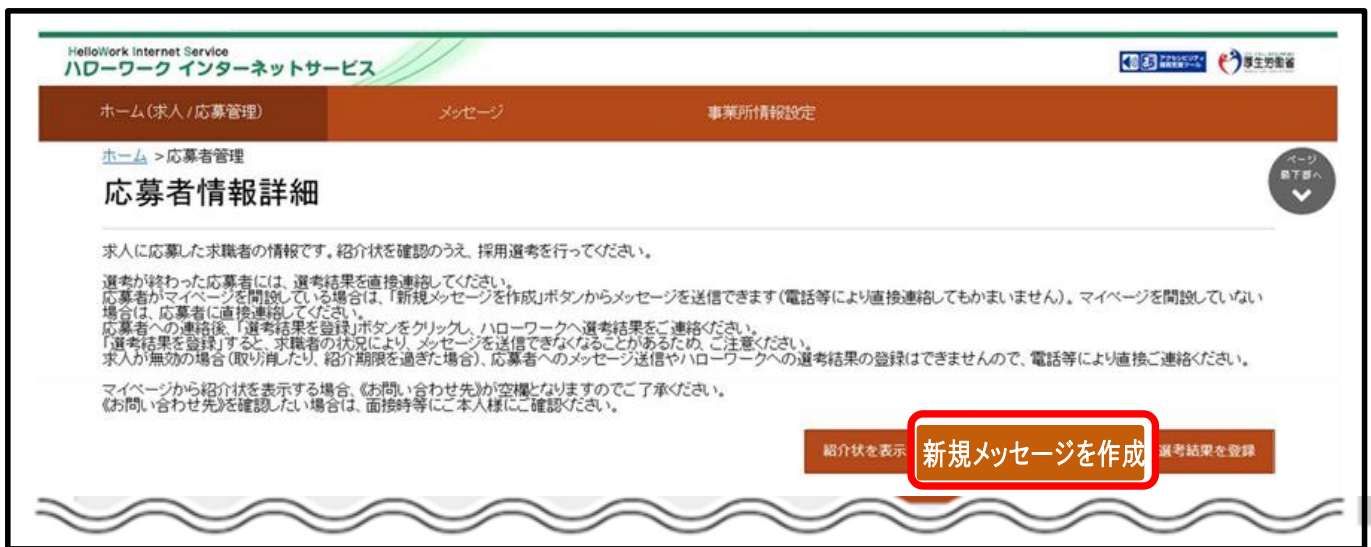 HelloWork Internet Service
ハローワーク インターネットサービス
厚生労働省
ホーム(求人/応募管理)
メッセージ
事業所情報設定
ホーム >応募者管理
ページ
最下部へ
応募者情報詳細
求人に応募した求職者の情報です。紹介状を確認のうえ、採用選考を行ってください。
選考が終わった応募者には、選考結果を直接連絡してください。
応募者がマイページを開設している場合は、「新規メッセージを作成」ボタンからメッセージを送信できます(電話等により直接連絡してもかまいません)。マイページを開設していない
場合は、応募者に直接連絡してください。
応募者への連絡後、「選考結果を登録」ボタンをクリックし、ハローワークへ選考結果をご連絡ください。
「選考結果を登録」すると、求職者の状況により、メッセージを送信できなくなることがあるため、ご注意ください。
求人が無効の場合(取り消したり、紹介期限を過ぎた場合)、応募者へのメッセージ送信やハローワークへの選考結果の登録はできませんので、電話等により直接ご連絡ください。
マイページから紹介状を表示する場合、《お問い合わせ先》が空欄となりますのでご了承ください。
《お問い合わせ先》を確認したい場合は、面接時等にご本人様にご確認ください。
紹介状を表示
新規メッセージを作成
選考結果を登録